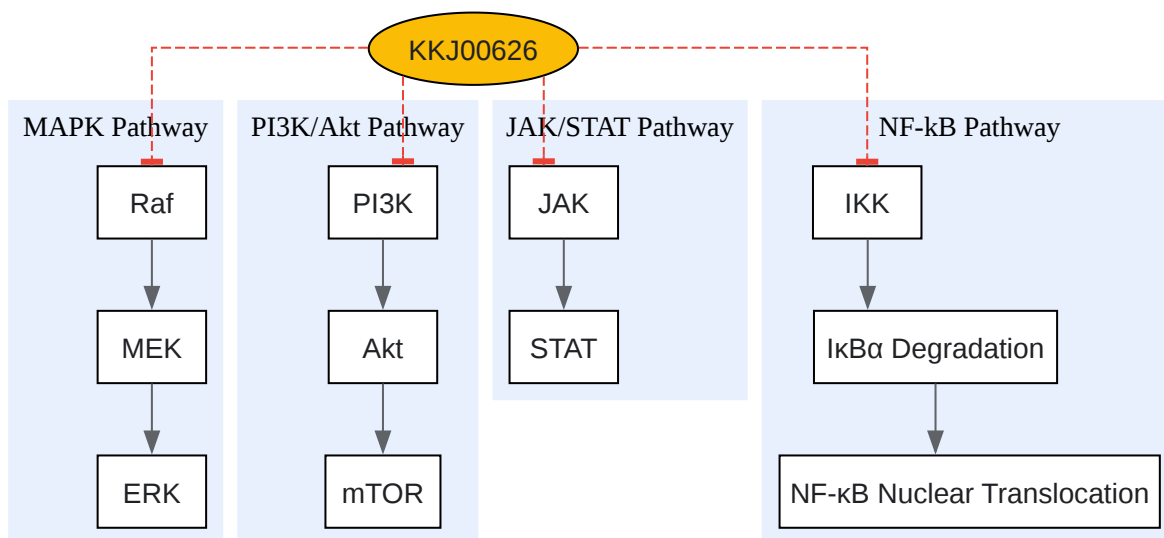 KKJ00626
MAPK Pathway
PI3K/Akt Pathway
JAK/STAT Pathway
NF-kB Pathway
Raf
PI3K
JAK
IKK
MEK
Akt
STAT
IκBα Degradation
ERK
mTOR
NF-κB Nuclear Translocation